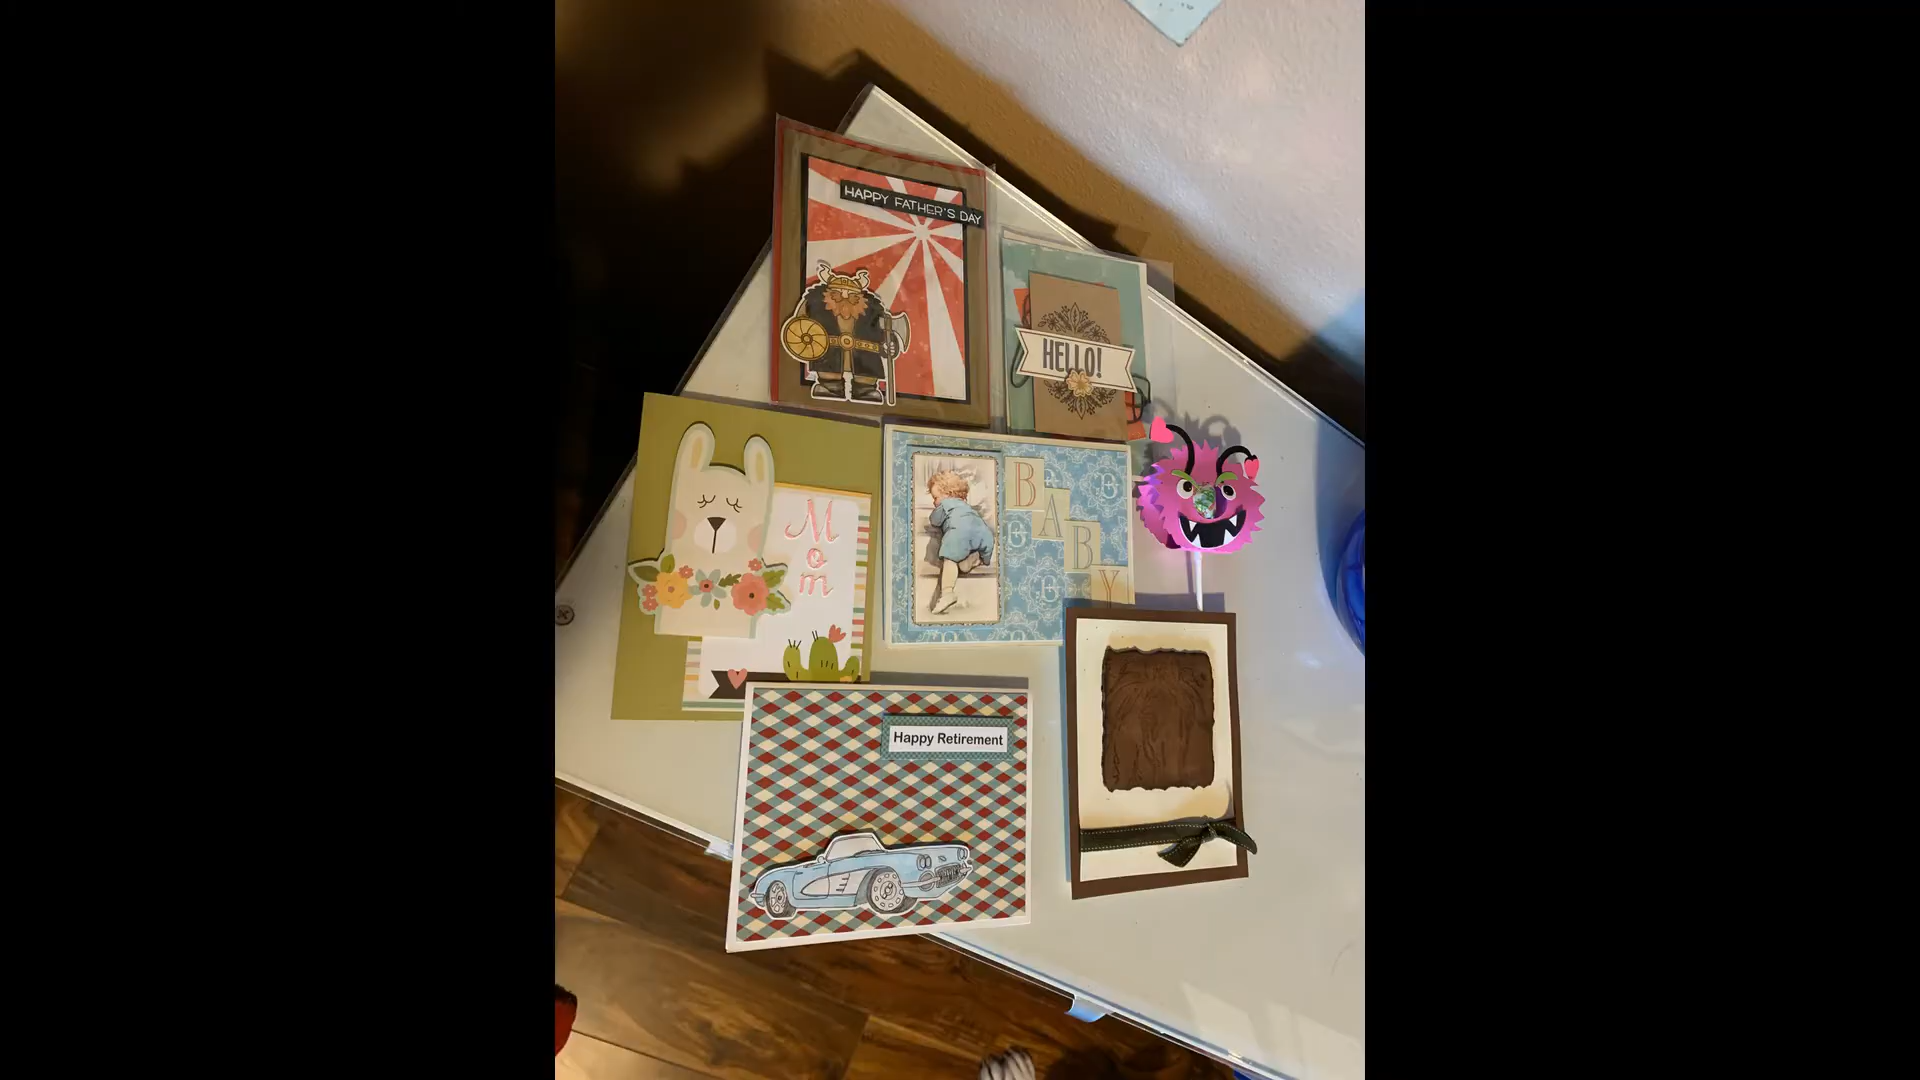 HAPPY FATHER'S DAY
HELLO!
Mom
BABY
Happy Retirement